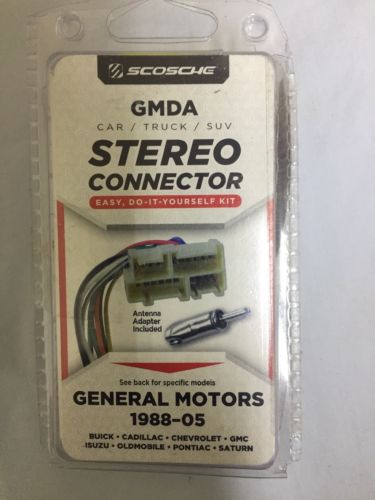 SCOSCHE
GMDA
CAR / TRUCK / SUV
STEREO
CONNECTOR
EASY, DO-IT-YOURSELF KIT
Antenna
Adapter
Included
See back for specific models
GENERAL MOTORS
1988-05
BUICK • CADILLAC • CHEVROLET • GMC
ISUZU • OLDMOBILE • PONTIAC • SATURN